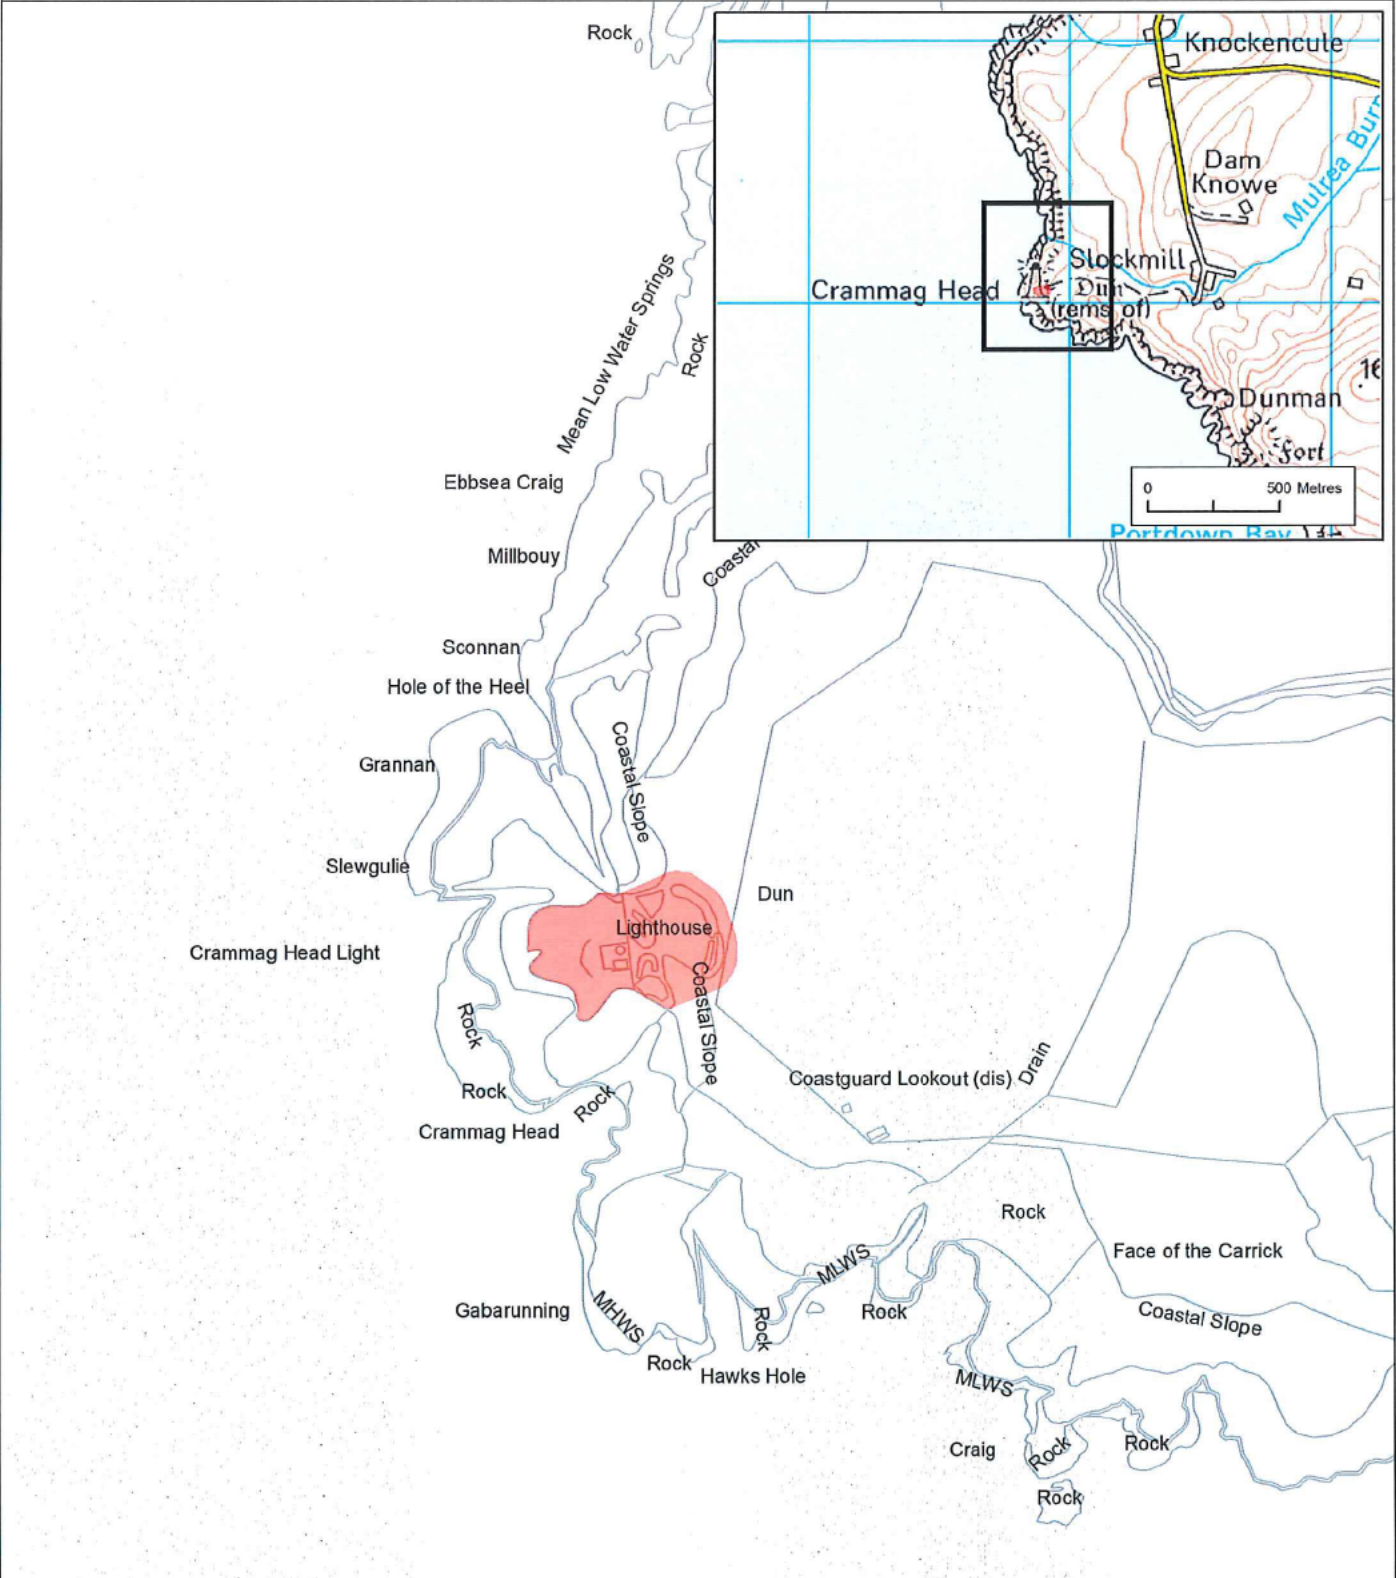 Rock
Knockencule
Dam
Knowe
Mulrea Burn
Slockmill
Crammag Head
Dun
(rems of)
Dunman
Fort
0
500 Metres
Portdown Bay
Mean Low Water Springs
Rock
Ebbsea Craig
Millbouy
Coastal
Sconnan
Hole of the Heel
Grannan
Coastal Slope
Slewgulie
Dun
Lighthouse
Crammag Head Light
Coastal Slope
Rock
Rock
Rock
Coastguard Lookout (dis)
Drain
Crammag Head
Rock
Face of the Carrick
MLWS
Gabarunning
MHWS
Rock
Rock
Coastal Slope
Rock
Hawks Hole
MLWS
Craig
Rock
Rock
Rock